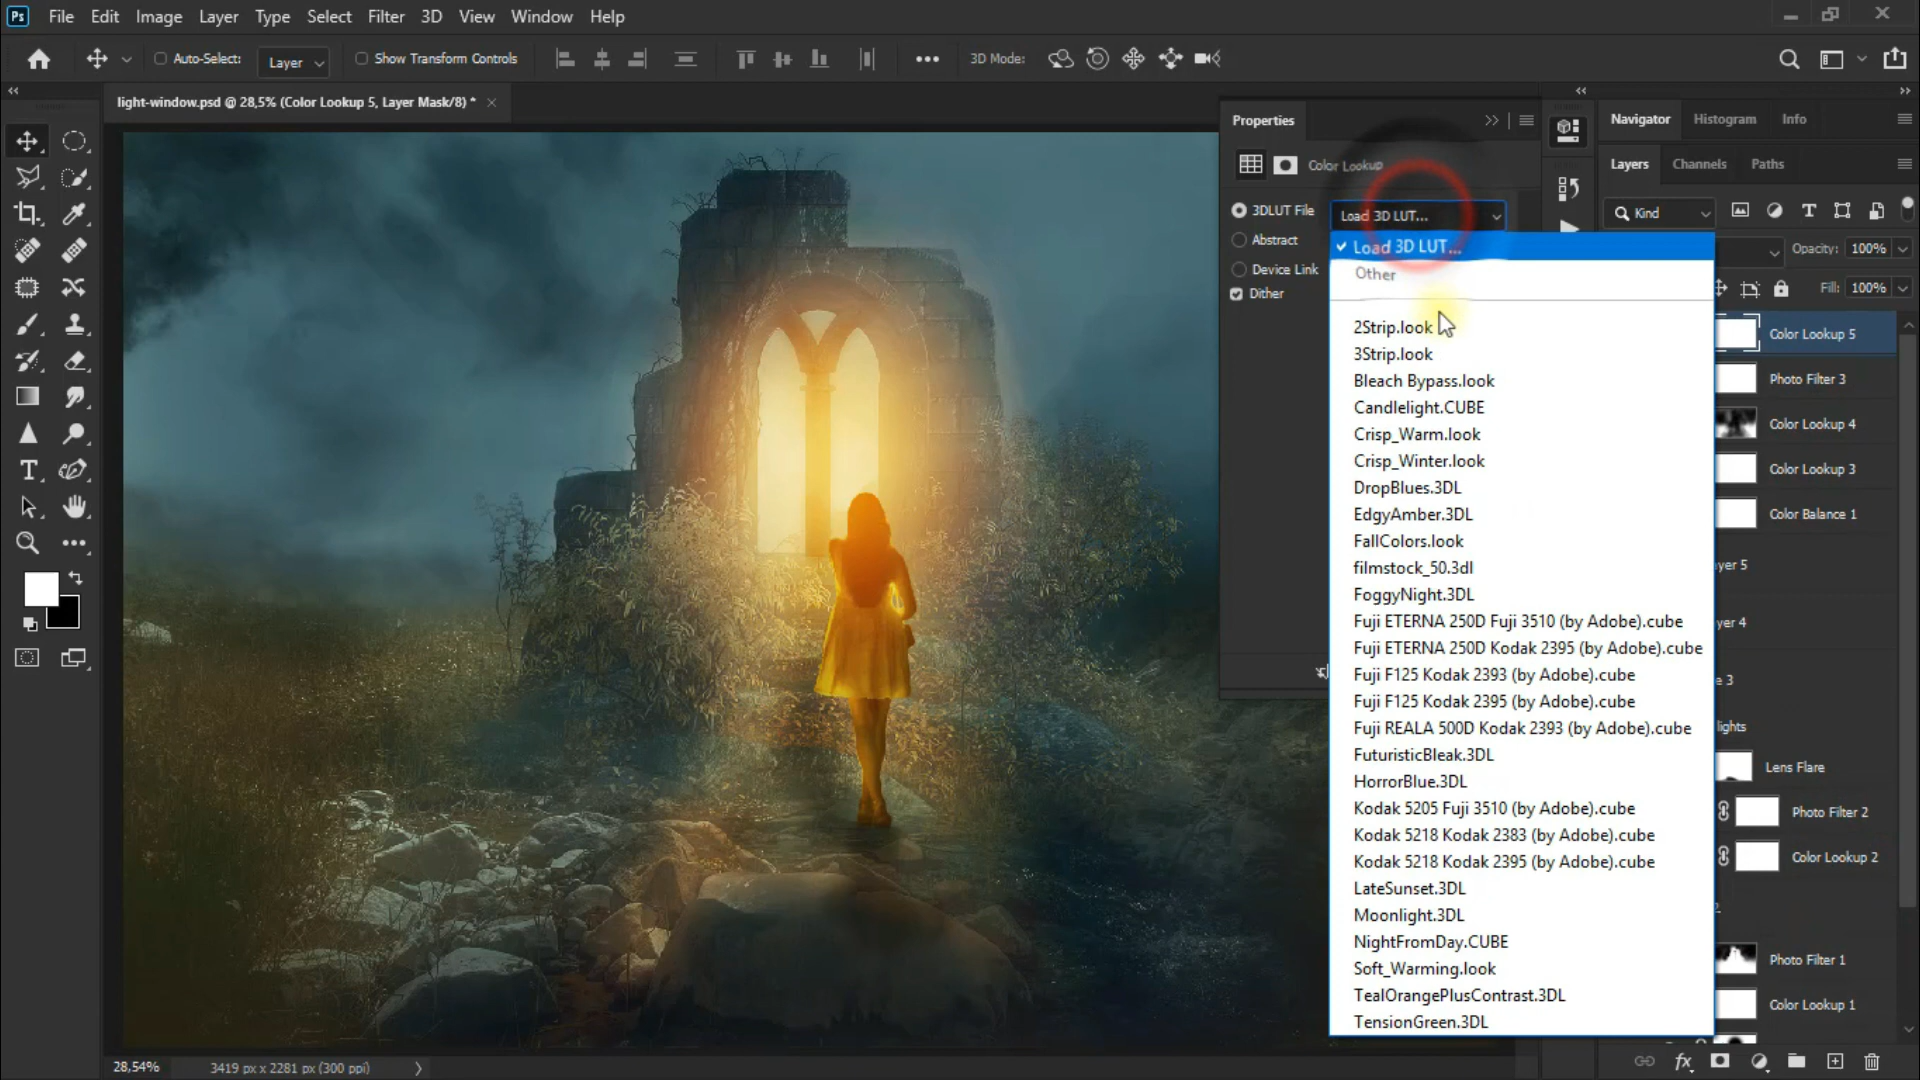 Ps File Edit Image Layer Type Select Filter 3D View Window Help
Auto-Select: Layer Show Transform Controls 3D Mode:
light-window.psd @ 28,5% (Color Lookup 5, Layer Mask/8) *
Properties
Color Lookup
3DLUT File Load 3D LUT...
Abstract
Device Link
Dither
Load 3D LUT...
Other
2Strip.look
3Strip.look
Bleach Bypass.look
Candlelight.CUBE
Crisp_Warm.look
Crisp_Winter.look
DropBlues.3DL
EdgyAmber.3DL
FallColors.look
filmstock_50.3dl
FoggyNight.3DL
Fuji ETERNA 250D Fuji 3510 (by Adobe).cube
Fuji ETERNA 250D Kodak 2395 (by Adobe).cube
Fuji F125 Kodak 2393 (by Adobe).cube
Fuji F125 Kodak 2395 (by Adobe).cube
Fuji REALA 500D Kodak 2393 (by Adobe).cube
FuturisticBleak.3DL
HorrorBlue.3DL
Kodak 5205 Fuji 3510 (by Adobe).cube
Kodak 5218 Kodak 2383 (by Adobe).cube
Kodak 5218 Kodak 2395 (by Adobe).cube
LateSunset.3DL
Moonlight.3DL
NightFromDay.CUBE
Soft_Warming.look
TealOrangePlusContrast.3DL
TensionGreen.3DL
Navigator Histogram Info
Layers Channels Paths
Kind
Opacity: 100%
Fill: 100%
Color Lookup 5
Photo Filter 3
Color Lookup 4
Color Lookup 3
Color Balance 1
yer 5
yer 4
e 3
lights
Lens Flare
Photo Filter 2
Color Lookup 2
2
Photo Filter 1
Color Lookup 1
fx
28,54% 3419 px x 2281 px (300 ppi)